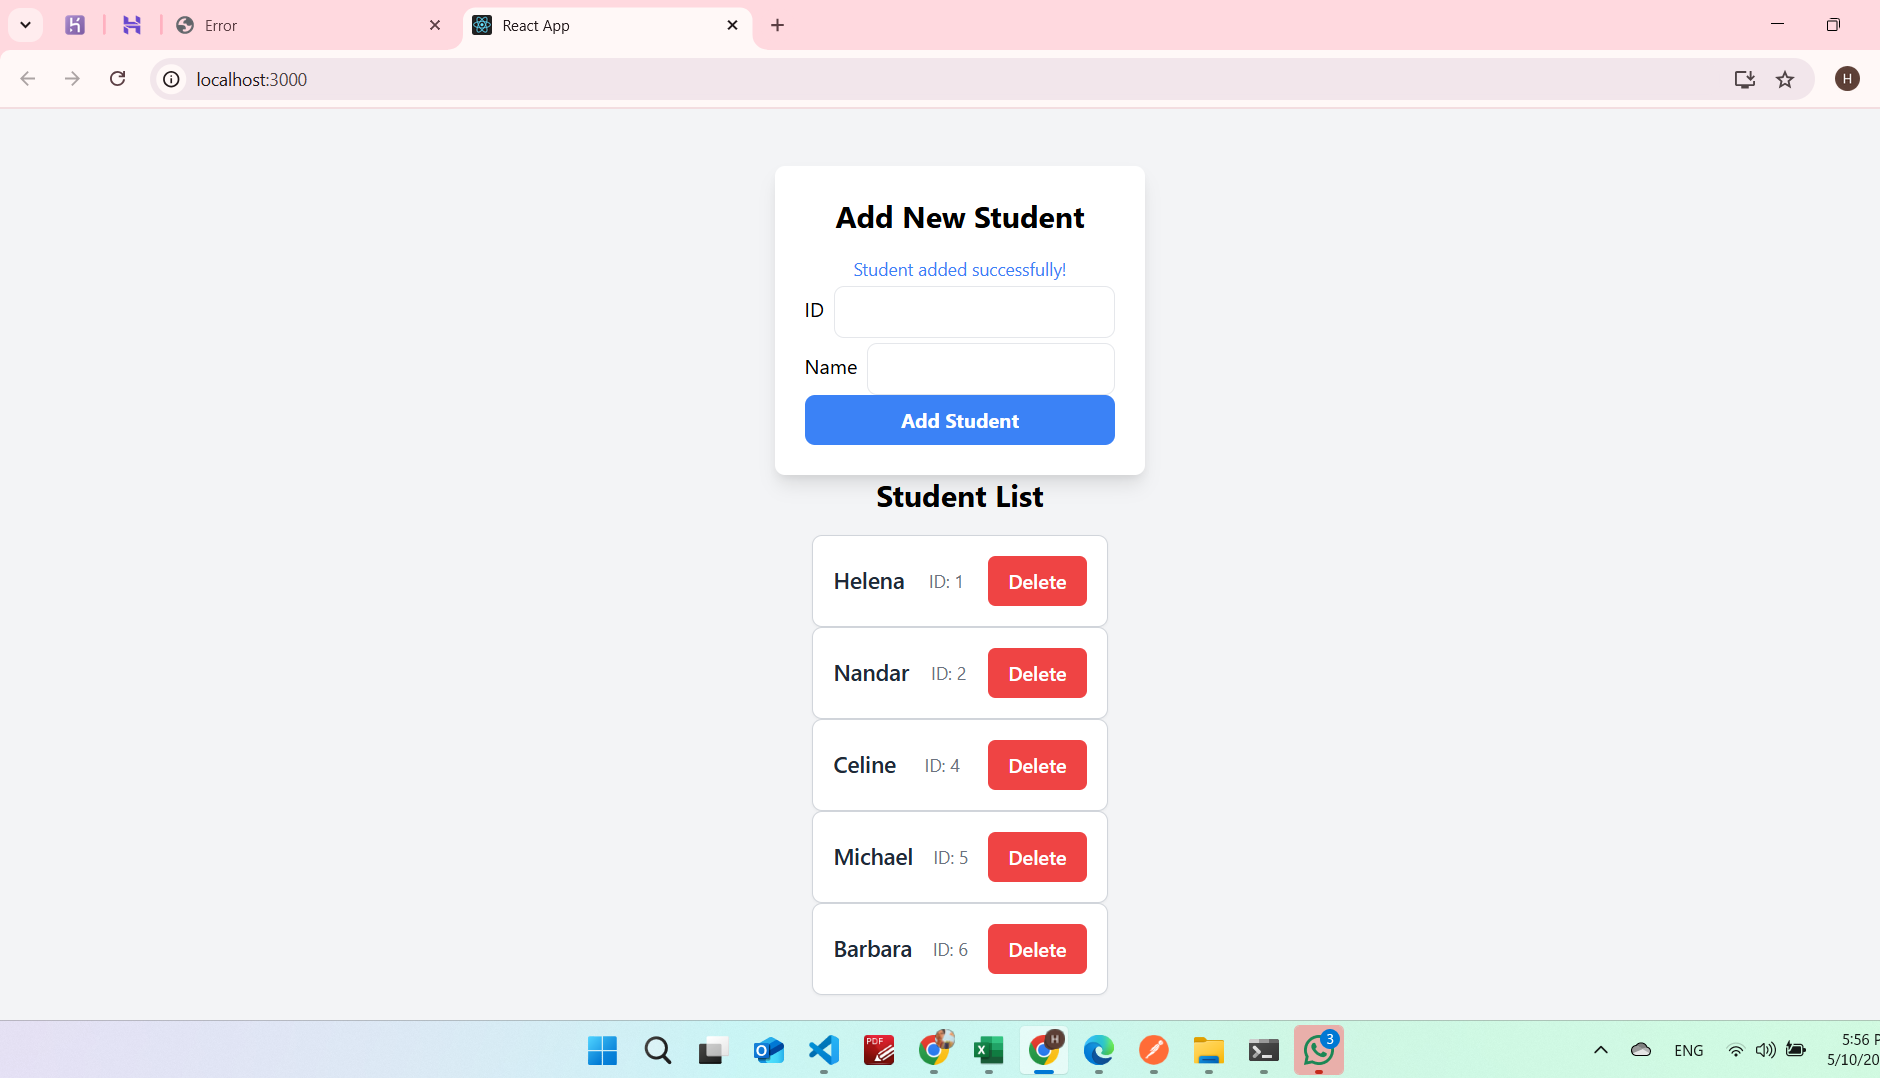 Error
React App
localhost:3000
H
Add New Student
Student added successfully!
ID
Name
Add Student
Student List
Helena ID: 1 Delete
Nandar ID: 2 Delete
Celine ID: 4 Delete
Michael ID: 5 Delete
Barbara ID: 6 Delete
PDF
H
3
ENG
5:56 P
5/10/20